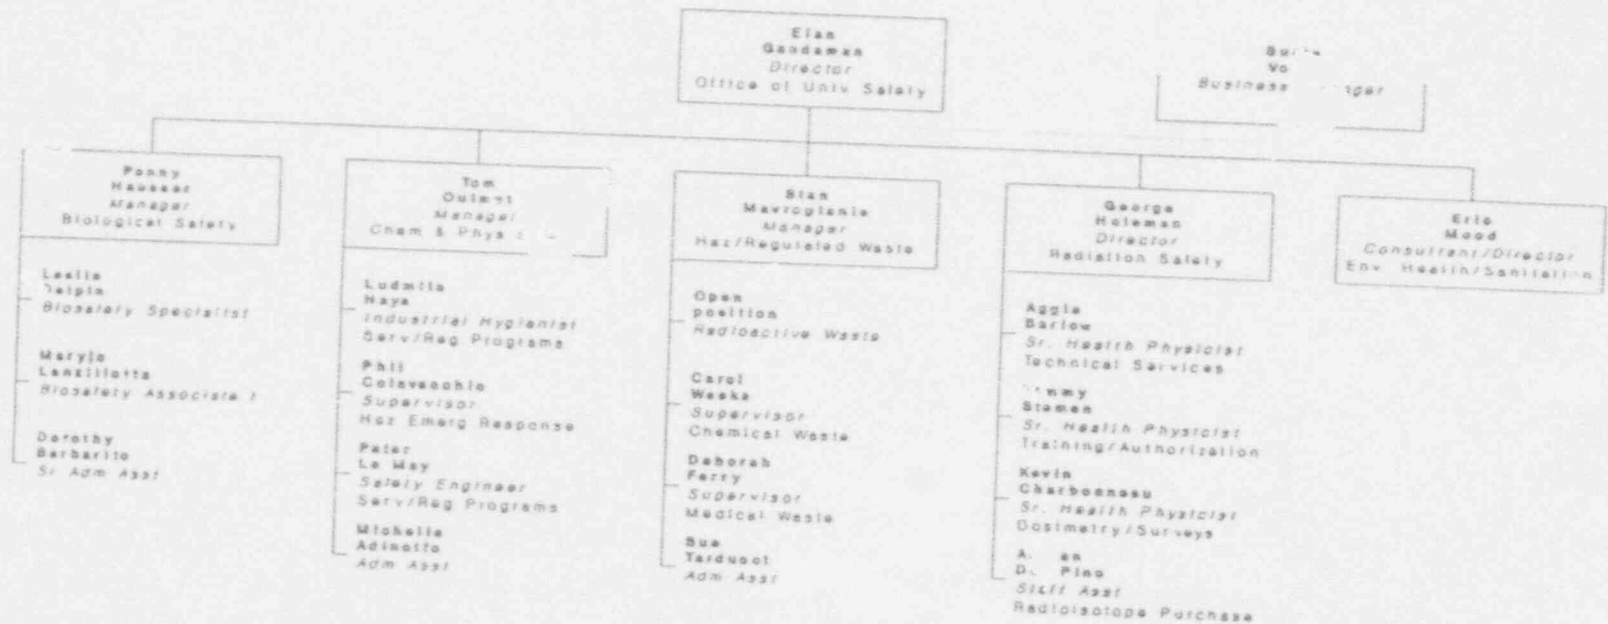 Elan
Gandaman
Director
Office of Univ Safety
Business
Penny
Hausser
Manager
Biological Safety
Tom
Manager
Chem & Phys
Stan
Mavroglanis
Manager
Haz/Regulated Waste
George
Holeman
Director
Radiation Safety
Eric
Mood
Consultant/Director
Env. Health/Sanitation
Leslie
Biosafety Specialist
Marylo
Lanzillotta
Biosafety Associate I
Dorothy
Barbarito
Sr Adm Asst
Ludmila
Haya
Industrial Hygienist
Serv/Reg Programs
Phil
Colavecchio
Supervisor
Haz Emerg Response
Peter
Le May
Safety Engineer
Serv/Reg Programs
Michelle
Adinolfo
Adm Asst
Open
position
Radioactive Waste
Carol
Weeks
Supervisor
Chemical Waste
Deborah
Ferry
Supervisor
Medical Waste
Sue
Tarducci
Adm Asst
Aggie
Barlow
Sr. Health Physicist
Technical Services
Stamen
Sr. Health Physicist
Training/Authorization
Kevin
Charbonneau
Sr. Health Physicist
Dosimetry/Surveys
A.
D. Pino
Staff Asst
Radioisotope Purchase